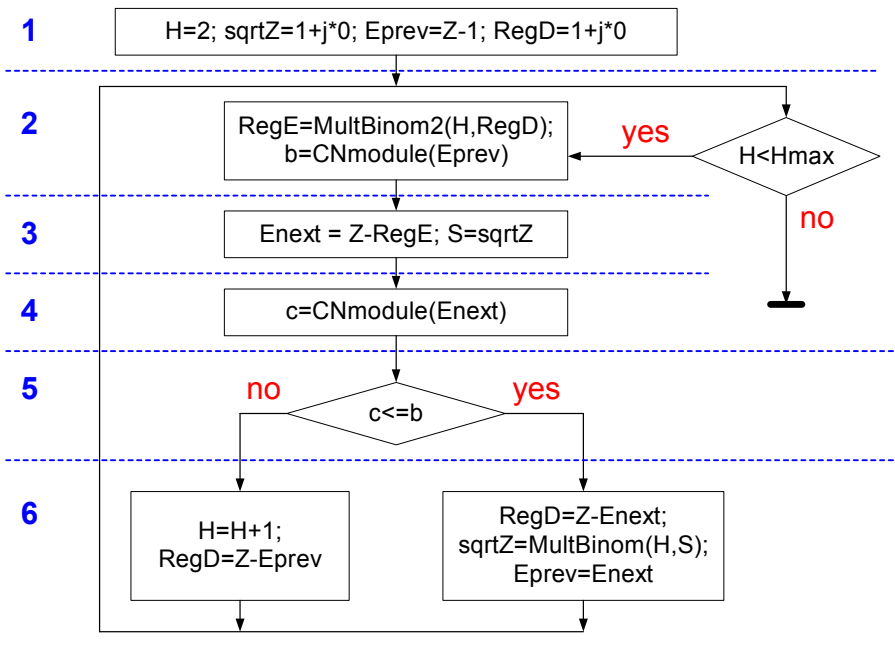 1
H=2; sqrtZ=1+j*0; Eprev=Z-1; RegD=1+j*0
2
RegE=MultBinom2(H,RegD);
b=CNmodule(Eprev)
yes
H<Hmax
no
3
Enext = Z-RegE; S=sqrtZ
4
c=CNmodule(Enext)
5
no
c<=b
yes
6
H=H+1;
RegD=Z-Eprev
RegD=Z-Enext;
sqrtZ=MultBinom(H,S);
Eprev=Enext